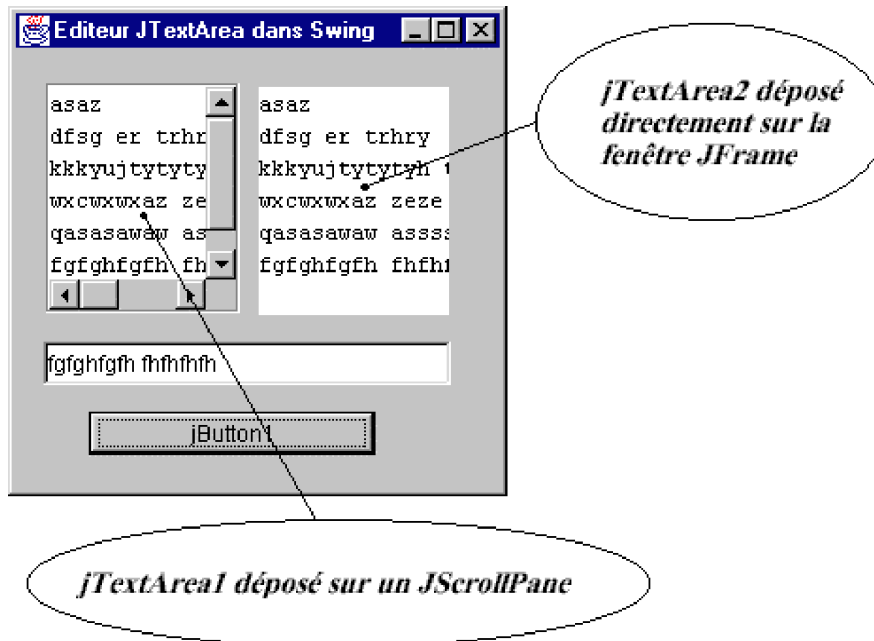 Editeur JTextArea dans Swing
asaz
dfsg er trhr
kkkyujtytyty
wxcwxwxaz ze
qasasawaw as
fgfghfgfh fh
asaz
dfsg er trhry
kkkyujtytytyh t
wxcwxwxaz zeze
qasasawaw assss
fgfghfgfh fhfhf
jTextArea2 déposé
directement sur la
fenêtre JFrame
fgfghfgfh fhfhfhfh
jButton1
jTextArea1 déposé sur un JScrollPane